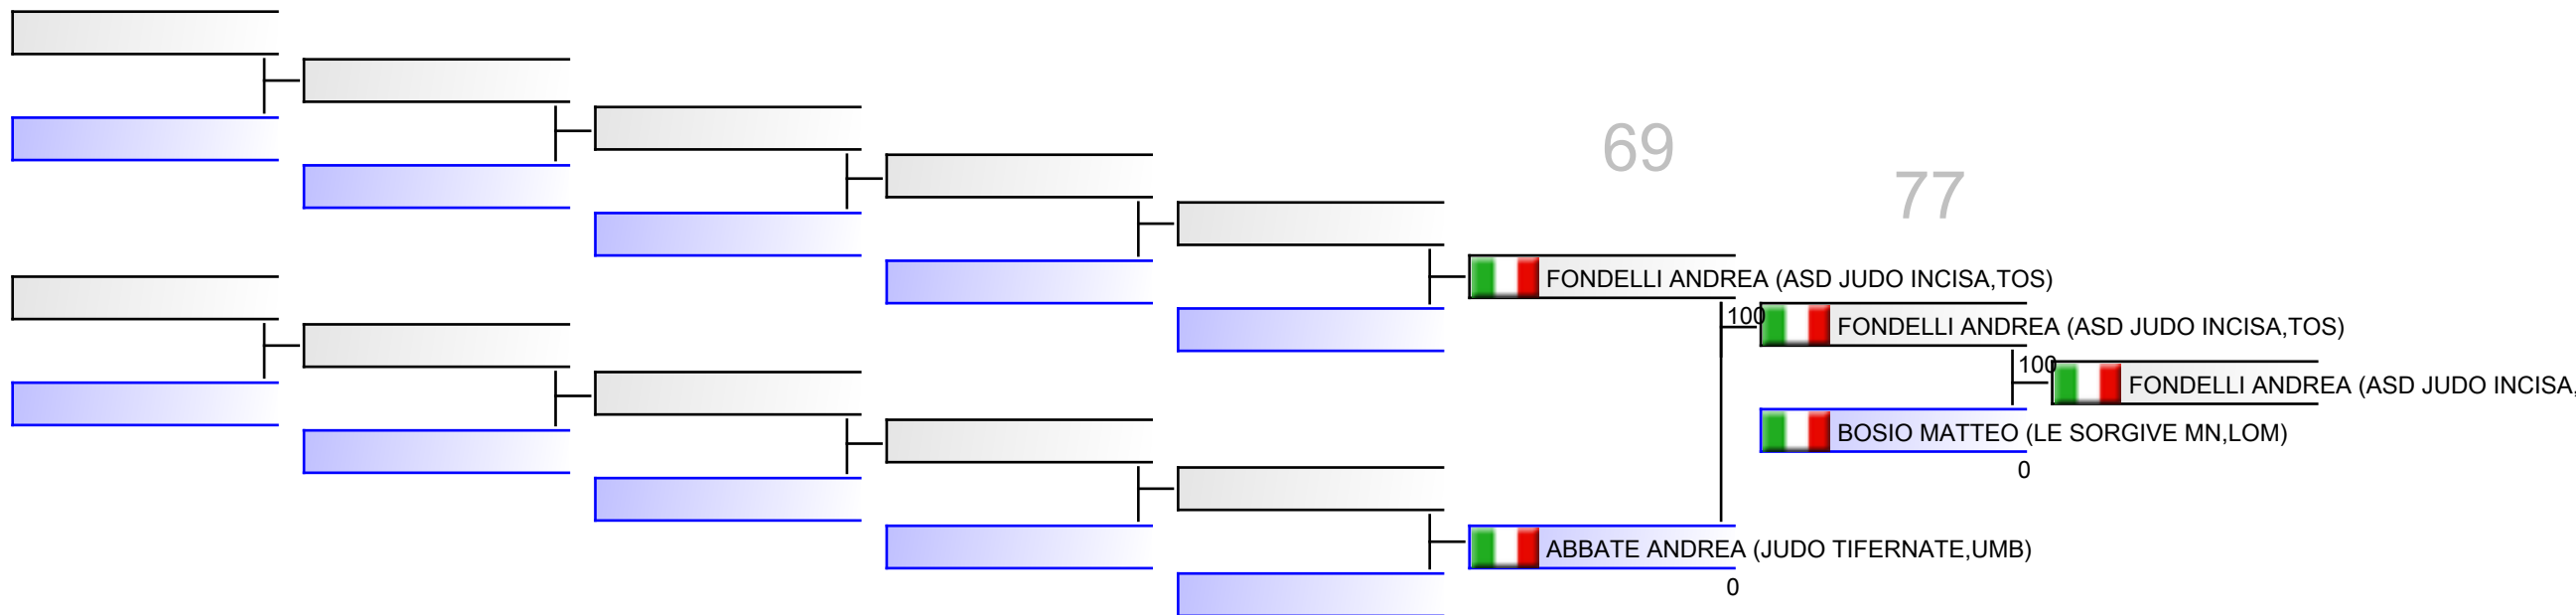 69
77
FONDELLI ANDREA (ASD JUDO INCISA,TOS)
100
FONDELLI ANDREA (ASD JUDO INCISA,TOS)
100
FONDELLI ANDREA (ASD JUDO INCISA,
BOSIO MATTEO (LE SORGIVE MN,LOM)
0
ABBATE ANDREA (JUDO TIFERNATE,UMB)
0